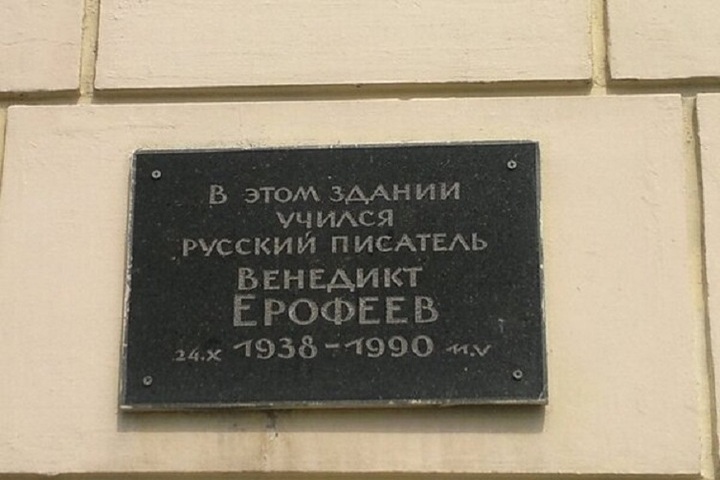 В ЭТОМ ЗДАНИИ
УЧИЛСЯ
РУССКИЙ ПИСАТЕЛЬ
ВЕНЕДИКТ
ЕРОФЕЕВ
24.X 1938-1990 11.V